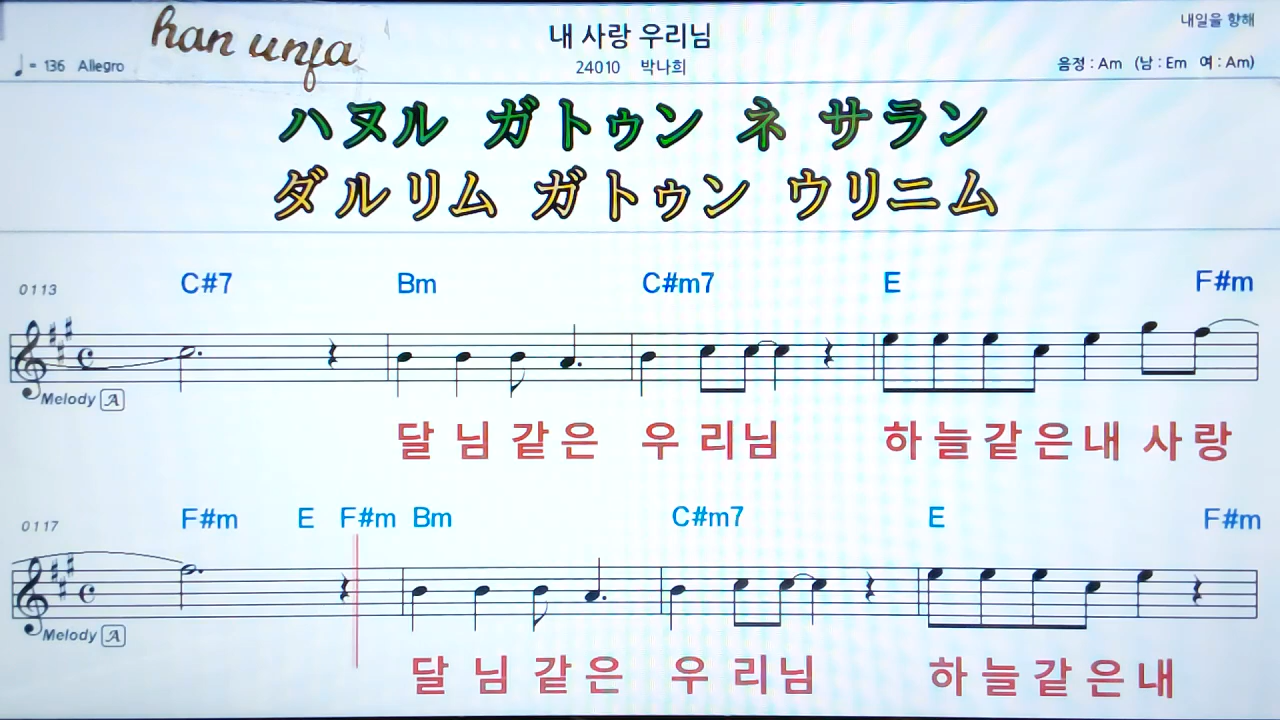 han unfa
내 사랑 우리님
내일을 향해
♩= 136 Allegro
24010 박나희
음정 : Am (남 : Em 여 : Am)
ハヌル ガトゥン ネ サラン
ダルリム ガトゥン ウリニム
0113 C#7 Bm C#m7 E F#m
Melody A
달 님 같 은 우 리 님 하 늘 같 은 내 사 랑
0117 F#m E F#m Bm C#m7 E F#m
Melody A
달 님 같 은 우 리 님 하 늘 같 은 내